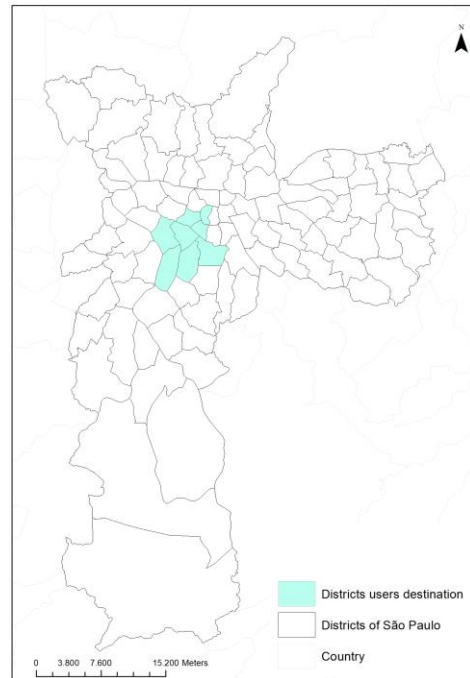 N
Districts users destination
Districts of São Paulo
Country
0 3.800 7.600 15.200 Meters